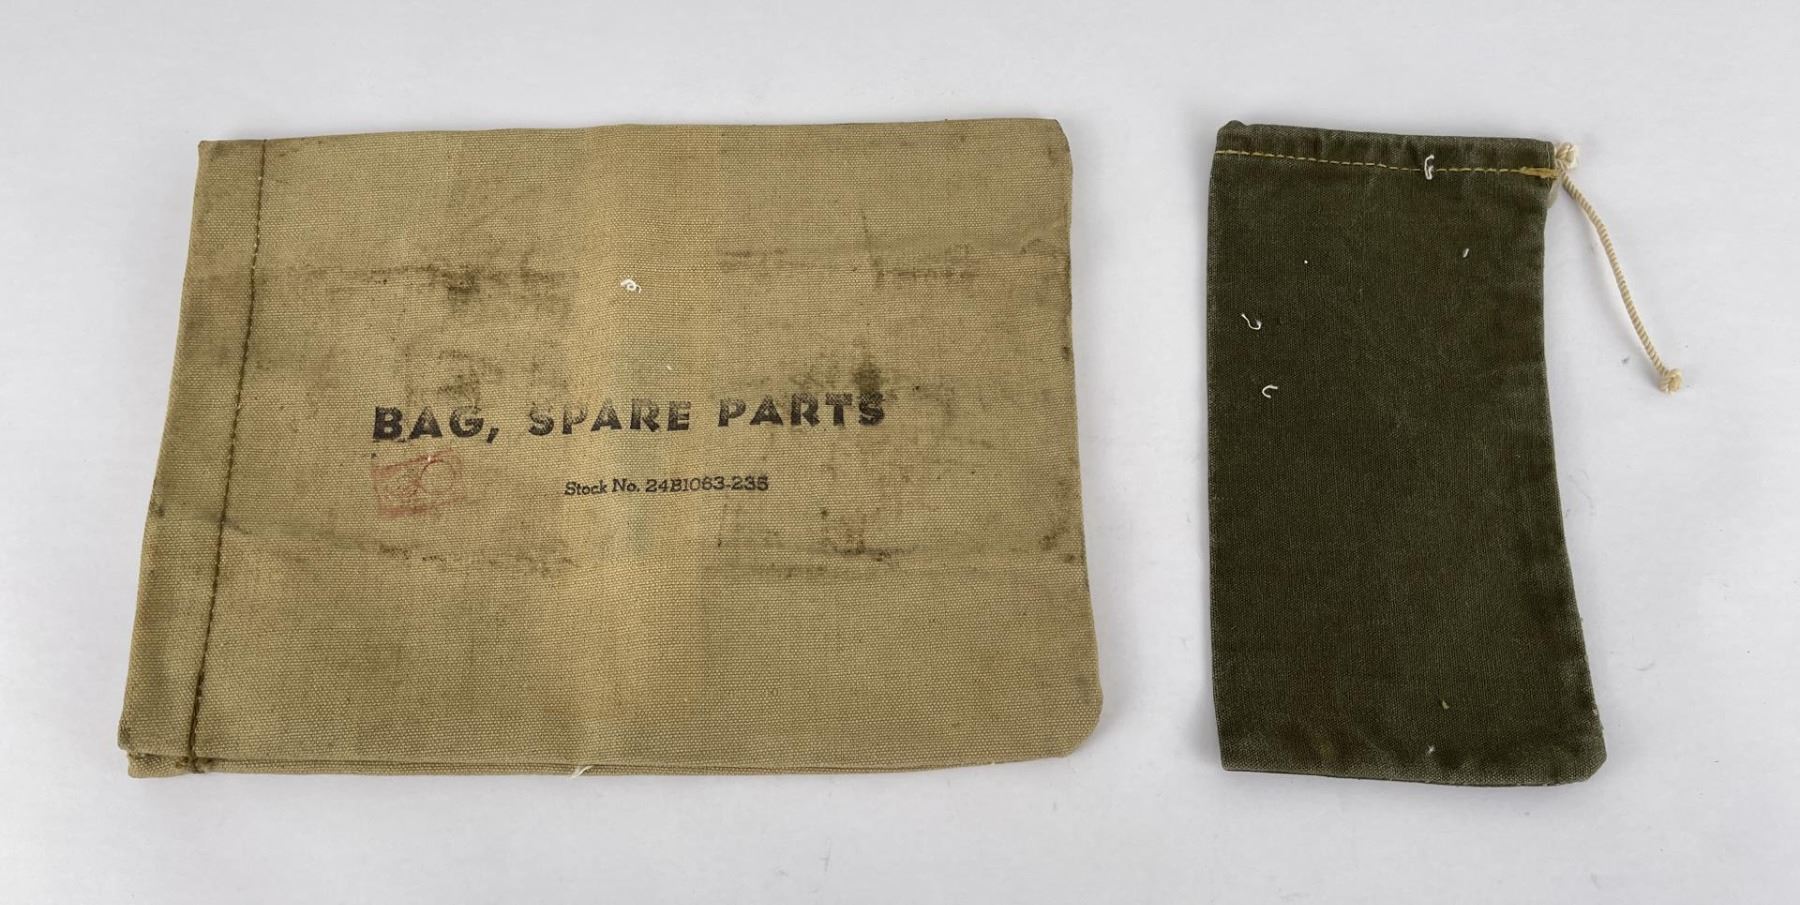 BAG, SPARE PARTS
Stock No. 24B1063-235